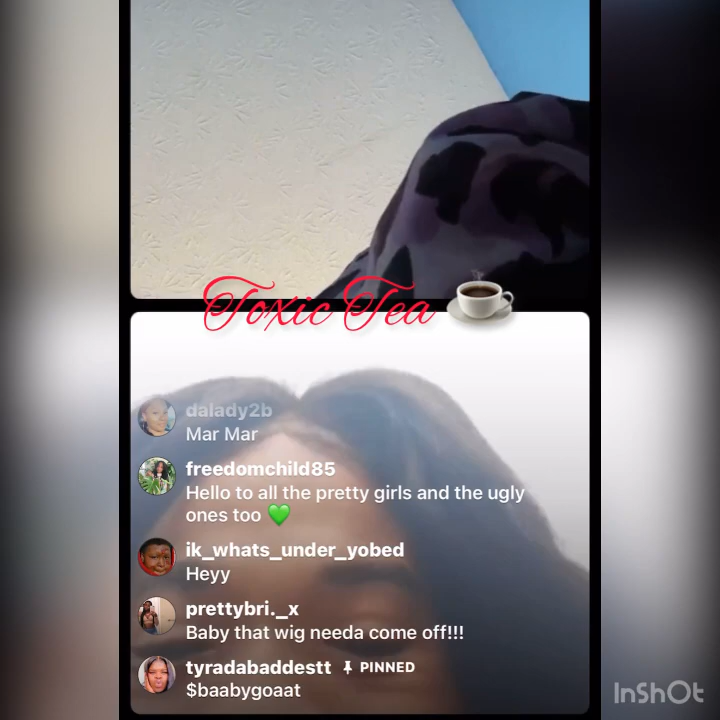 Toxic Tea
dalady2b
Mar Mar
freedomchild85
Hello to all the pretty girls and the ugly
ones too 💚
ik_whats_under_yobed
Heyy
prettybri._x
Baby that wig needa come off!!!
tyradabaddestt PINNED
$baabygoaat
InShOt